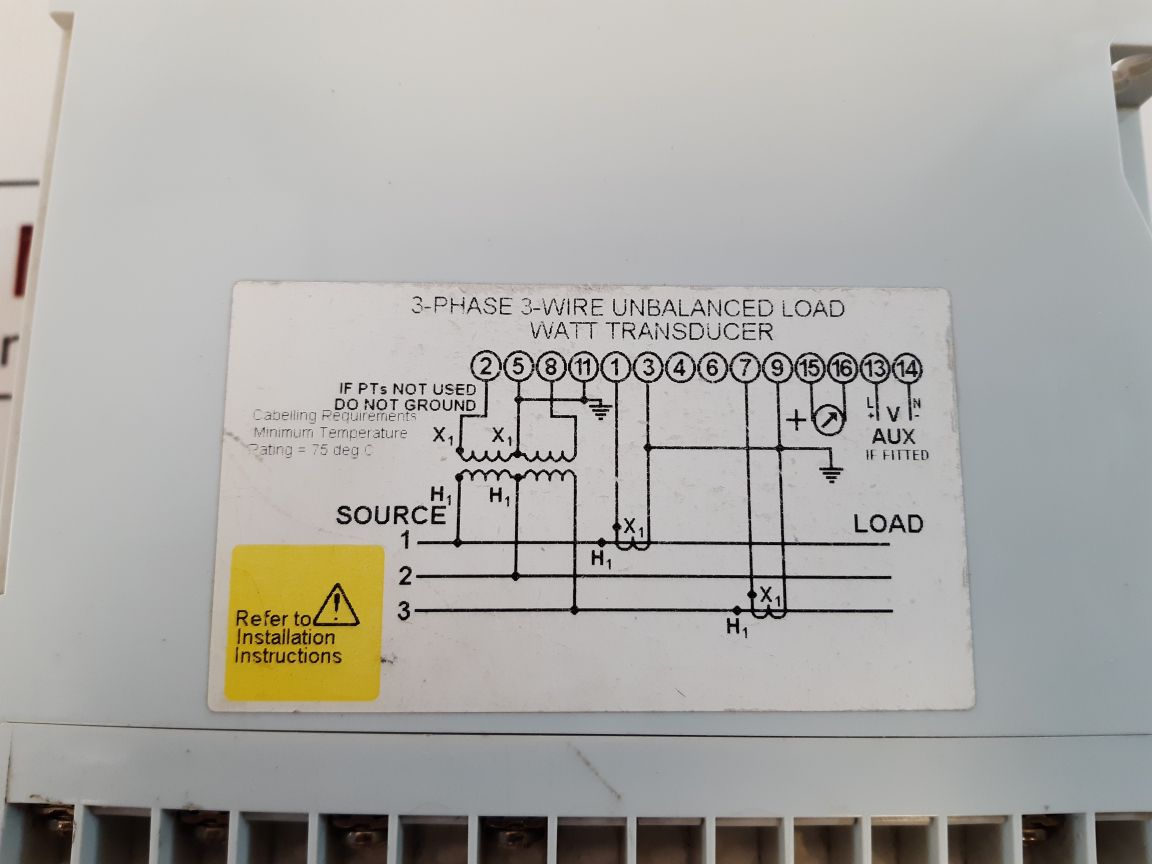 3-PHASE 3-WIRE UNBALANCED LOAD
WATT TRANSDUCER
2 5 8 11 1 3 4 6 7 9 15 16 13 14
IF PTs NOT USED
DO NOT GROUND
Cabelling Requirements
Minimum Temperature
Rating = 75 deg C
X1 X1
+
L N
+ V -
AUX
IF FITTED
H1 H1
SOURCE
LOAD
X1
1
H1
2
3
X1
H1
Refer to
Installation
Instructions
r